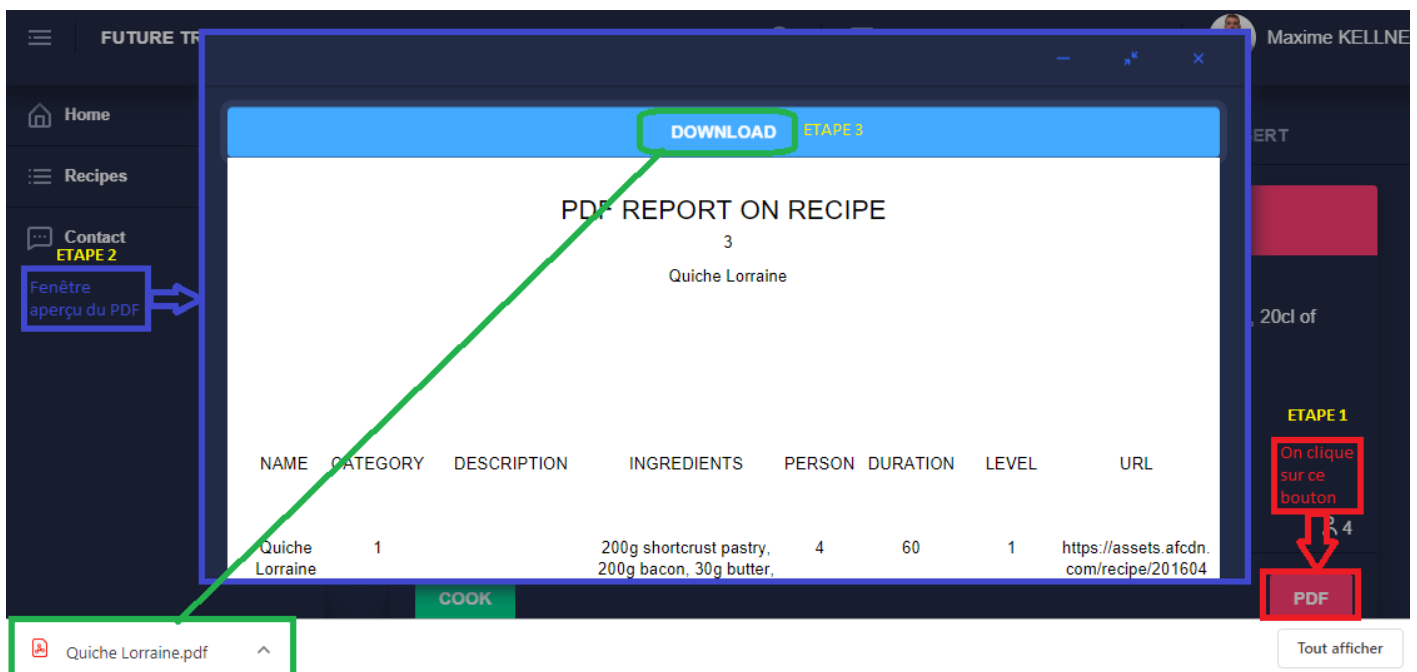 FUTURE TR
Maxime KELLNE
Home
DOWNLOAD
ETAPE 3
ERT
Recipes
PDF REPORT ON RECIPE
3
Contact
ETAPE 2
Quiche Lorraine
Fenêtre
aperçu du PDF
, 20cl of
ETAPE 1
On clique
sur ce
bouton
NAME CATEGORY DESCRIPTION INGREDIENTS PERSON DURATION LEVEL URL
4
Quiche 1 200g shortcrust pastry, 4 60 1 https://assets.afcdn.
Lorraine 200g bacon, 30g butter, com/recipe/201604
COOK
PDF
Quiche Lorraine.pdf
Tout afficher